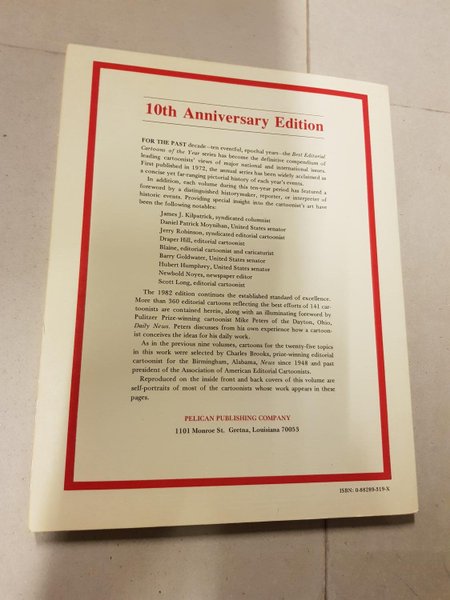 10th Anniversary Edition
FOR THE PAST decade–ten eventful, epochal years–the Best Editorial
Cartoons of the Year series has become the definitive compendium of
leading cartoonists' views of major national and international issues.
First published in 1972, the annual series has been widely acclaimed as
a concise yet far-ranging pictorial history of each year's events.
In addition, each volume during this ten-year period has featured a
foreword by a distinguished historymaker, reporter, or interpreter of
historic events. Providing special insight into the cartoonist's art have
been the following notables:
James J. Kilpatrick, syndicated columnist
Daniel Patrick Moynihan, United States senator
Jerry Robinson, syndicated editorial cartoonist
Draper Hill, editorial cartoonist
Blaine, editorial cartoonist and caricaturist
Barry Goldwater, United States senator
Hubert Humphrey, United States senator
Newbold Noyes, newspaper editor
Scott Long, editorial cartoonist
The 1982 edition continues the established standard of excellence.
More than 360 editorial cartoons reflecting the best efforts of 141 car-
toonists are contained herein, along with an illuminating foreword by
Pulitzer Prize-winning cartoonist Mike Peters of the Dayton, Ohio,
Daily News. Peters discusses from his own experience how a cartoon-
ist conceives the ideas for his daily work.
As in the previous nine volumes, cartoons for the twenty-five topics
in this work were selected by Charles Brooks, prize-winning editorial
cartoonist for the Birmingham, Alabama, News since 1948 and past
president of the Association of American Editorial Cartoonists.
Reproduced on the inside front and back covers of this volume are
self-portraits of most of the cartoonists whose work appears in these
pages.
PELICAN PUBLISHING COMPANY
1101 Monroe St. Gretna, Louisiana 70053
ISBN: 0-88289-319-X